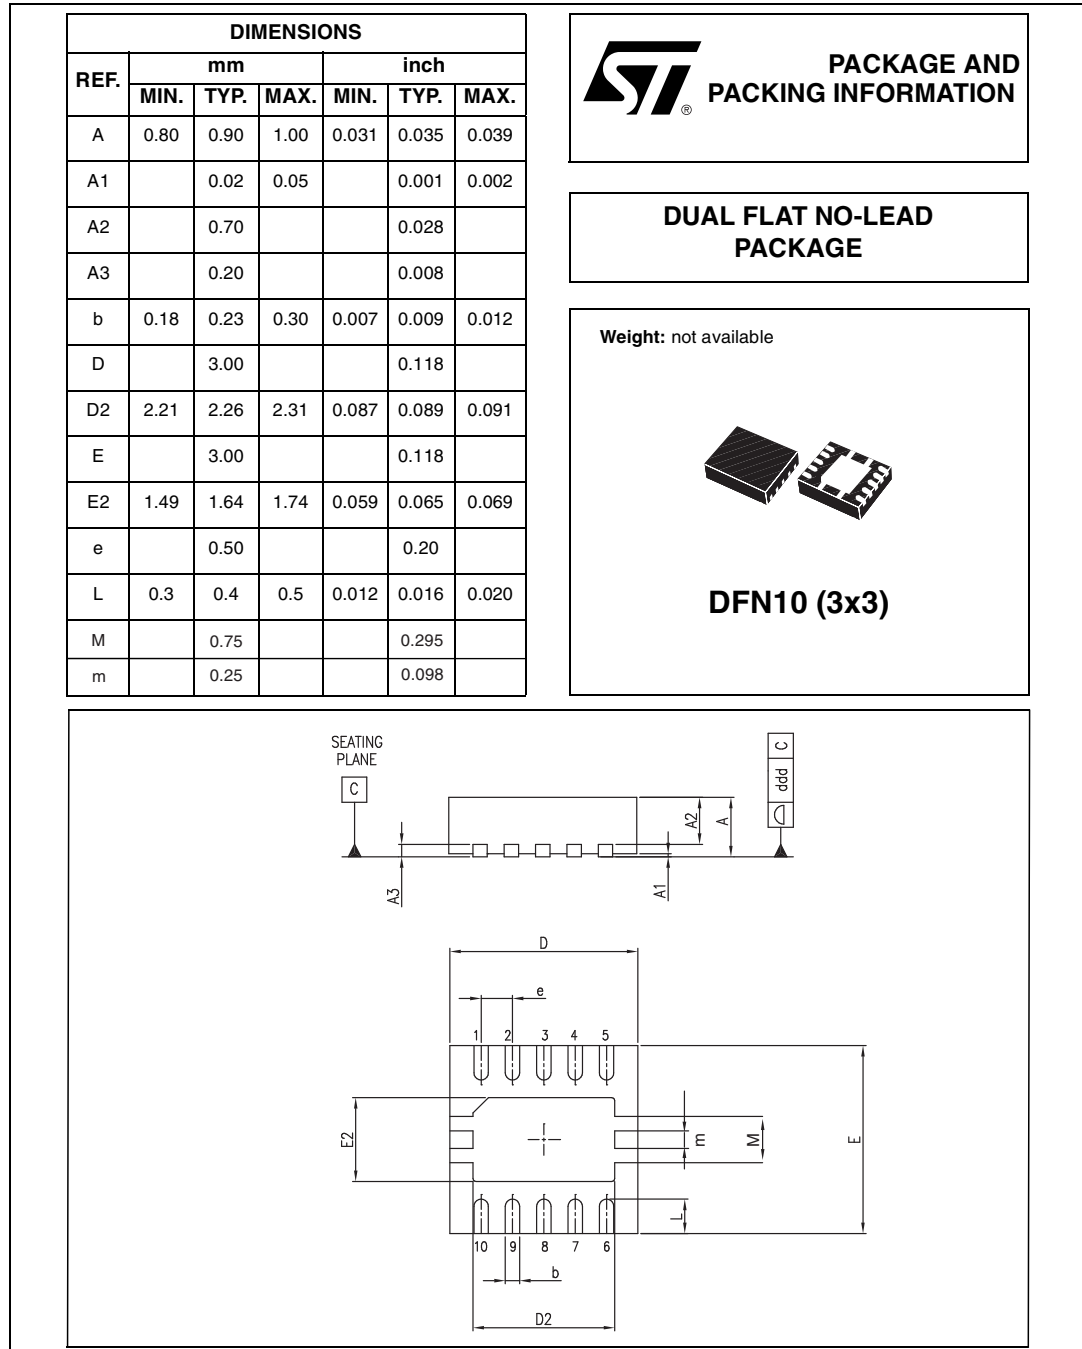 DIMENSIONS
REF. mm inch
MIN. TYP. MAX. MIN. TYP. MAX.
A 0.80 0.90 1.00 0.031 0.035 0.039
A1 0.02 0.05 0.001 0.002
A2 0.70 0.028
A3 0.20 0.008
b 0.18 0.23 0.30 0.007 0.009 0.012
D 3.00 0.118
D2 2.21 2.26 2.31 0.087 0.089 0.091
E 3.00 0.118
E2 1.49 1.64 1.74 0.059 0.065 0.069
e 0.50 0.20
L 0.3 0.4 0.5 0.012 0.016 0.020
M 0.75 0.295
m 0.25 0.098
ST ®
PACKAGE AND
PACKING INFORMATION
DUAL FLAT NO-LEAD
PACKAGE
Weight: not available
DFN10 (3x3)
SEATING
PLANE
C
A3
A2
A
A1
ddd C
D
e
1 2 3 4 5
E2
m
M
E
L
10 9 8 7 6
b
D2